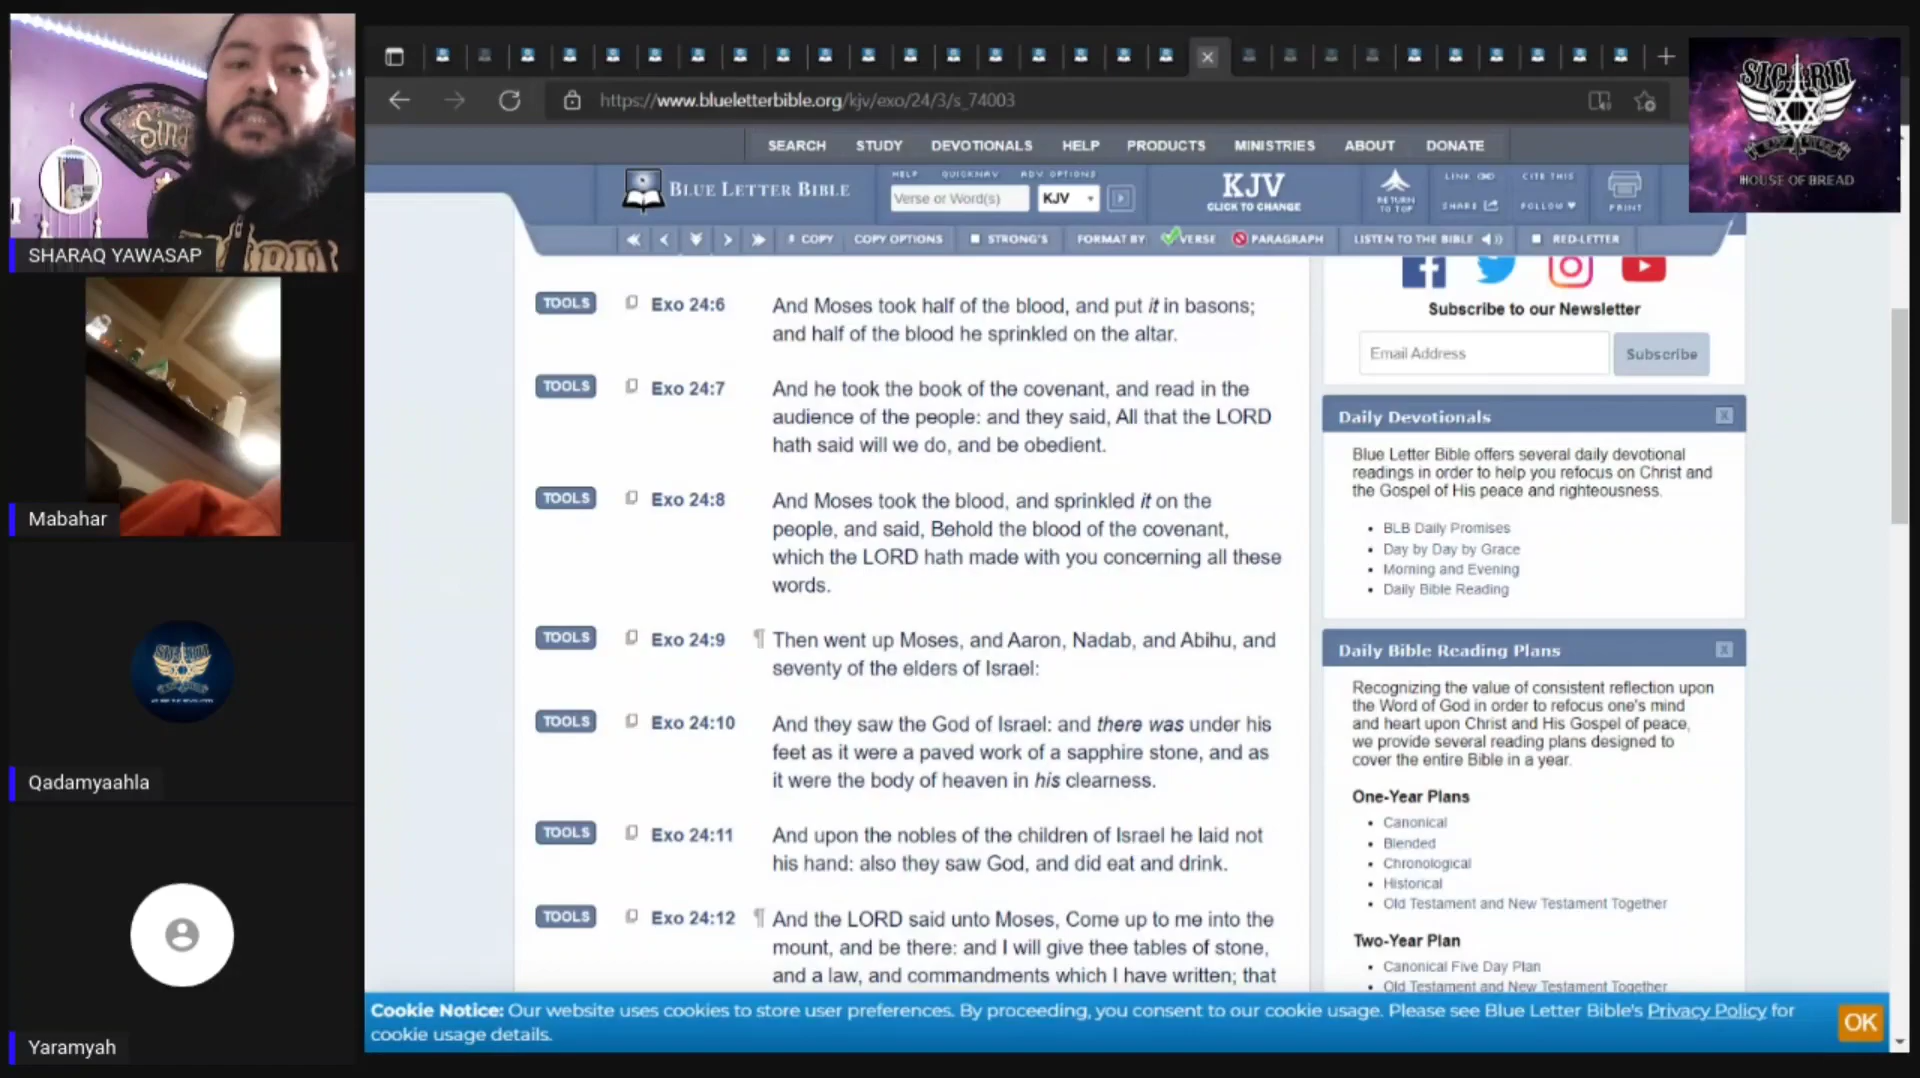 https://www.blueletterbible.org/kjv/exo/24/3/s_74003
SICARII
HOUSE OF BREAD
SHARAQ YAWASAP
Mabahar
Qadamyaahla
Yaramyah
SEARCH STUDY DEVOTIONALS HELP PRODUCTS MINISTRIES ABOUT DONATE
BLUE LETTER BIBLE
HELP QUICKNAV ADV OPTIONS
Verse or Word(s) KJV
KJV
CLICK TO CHANGE
RETURN
TO TOP
LINK CITE THIS
SHARE FOLLOW
PRINT
COPY COPY OPTIONS STRONG'S FORMAT BY VERSE PARAGRAPH LISTEN TO THE BIBLE RED-LETTER
TOOLS Exo 24:6 And Moses took half of the blood, and put it in basons;
and half of the blood he sprinkled on the altar.
TOOLS Exo 24:7 And he took the book of the covenant, and read in the
audience of the people: and they said, All that the LORD
hath said will we do, and be obedient.
TOOLS Exo 24:8 And Moses took the blood, and sprinkled it on the
people, and said, Behold the blood of the covenant,
which the LORD hath made with you concerning all these
words.
TOOLS Exo 24:9 ¶ Then went up Moses, and Aaron, Nadab, and Abihu, and
seventy of the elders of Israel:
TOOLS Exo 24:10 And they saw the God of Israel: and there was under his
feet as it were a paved work of a sapphire stone, and as
it were the body of heaven in his clearness.
TOOLS Exo 24:11 And upon the nobles of the children of Israel he laid not
his hand: also they saw God, and did eat and drink.
TOOLS Exo 24:12 ¶ And the LORD said unto Moses, Come up to me into the
mount, and be there: and I will give thee tables of stone,
and a law, and commandments which I have written; that
Subscribe to our Newsletter
Email Address Subscribe
Daily Devotionals
Blue Letter Bible offers several daily devotional
readings in order to help you refocus on Christ and
the Gospel of His peace and righteousness.
• BLB Daily Promises
• Day by Day by Grace
• Morning and Evening
• Daily Bible Reading
Daily Bible Reading Plans
Recognizing the value of consistent reflection upon
the Word of God in order to refocus one's mind
and heart upon Christ and His Gospel of peace,
we provide several reading plans designed to
cover the entire Bible in a year.
One-Year Plans
• Canonical
• Blended
• Chronological
• Historical
• Old Testament and New Testament Together
Two-Year Plan
• Canonical Five Day Plan
• Old Testament and New Testament Together
Cookie Notice: Our website uses cookies to store user preferences. By proceeding, you consent to our cookie usage. Please see Blue Letter Bible's Privacy Policy for
cookie usage details.
OK